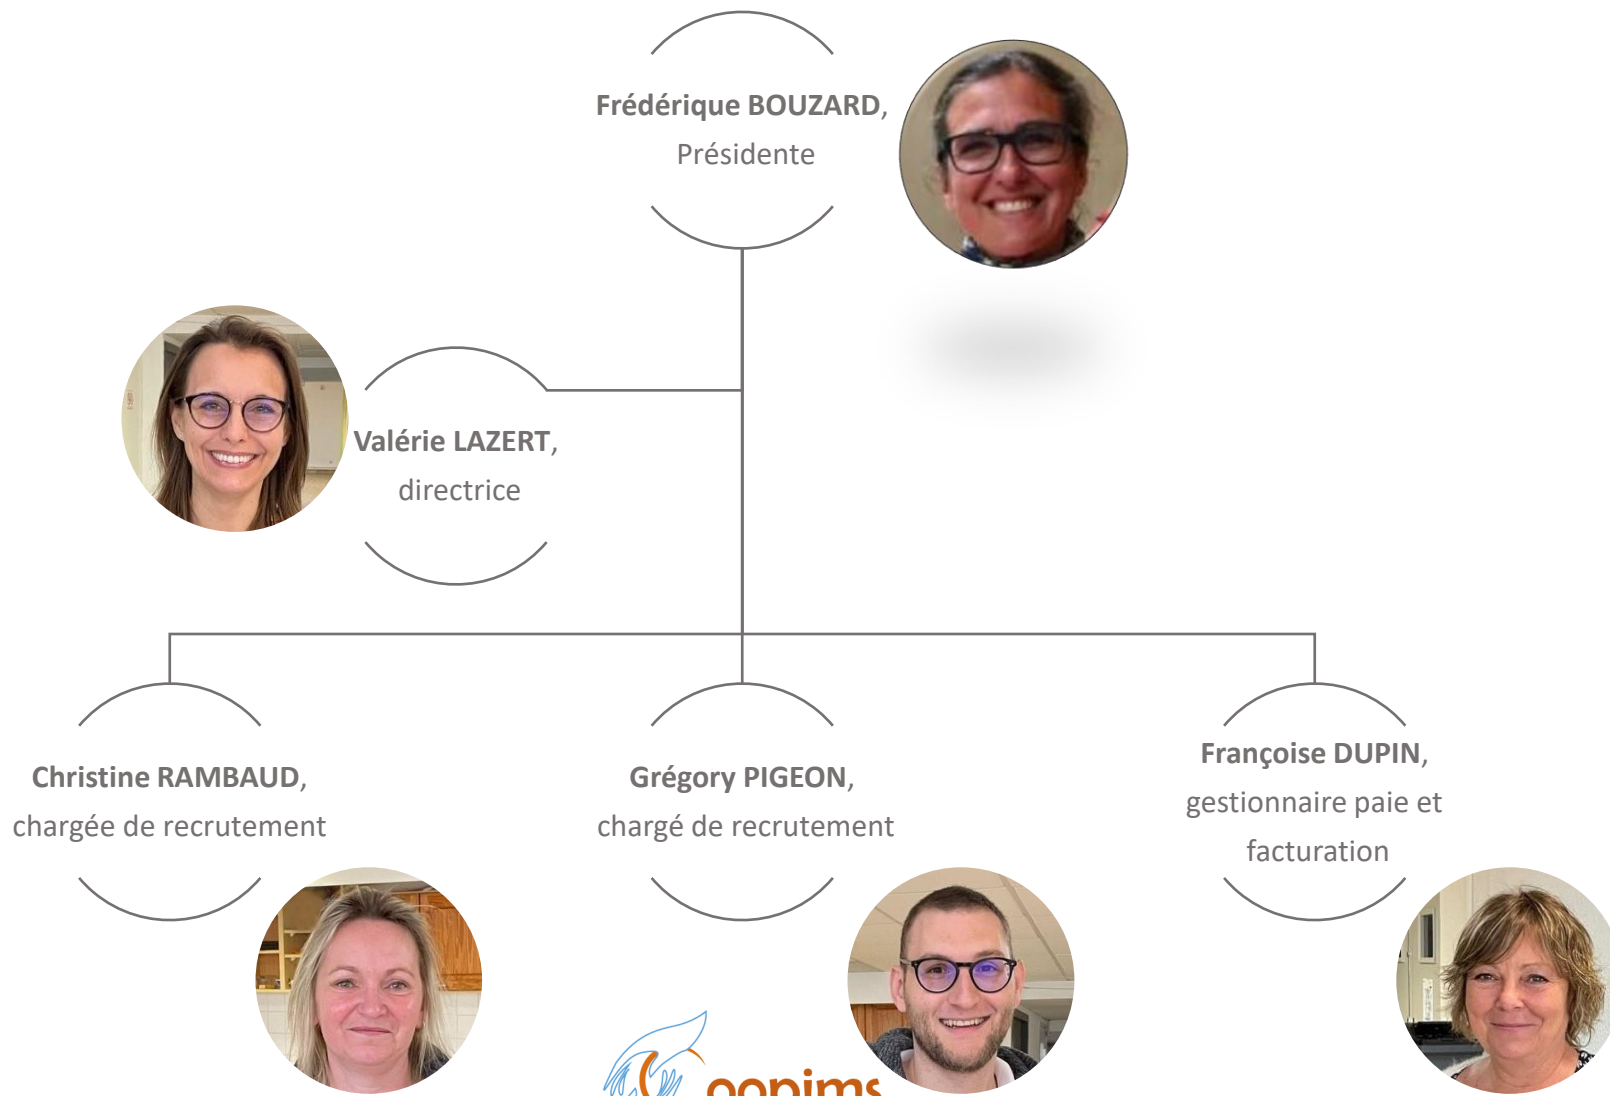 Frédérique BOUZARD,
Présidente
Valérie LAZERT,
directrice
Christine RAMBAUD,
chargée de recrutement
Grégory PIGEON,
chargé de recrutement
Françoise DUPIN,
gestionnaire paie et
facturation
oopims